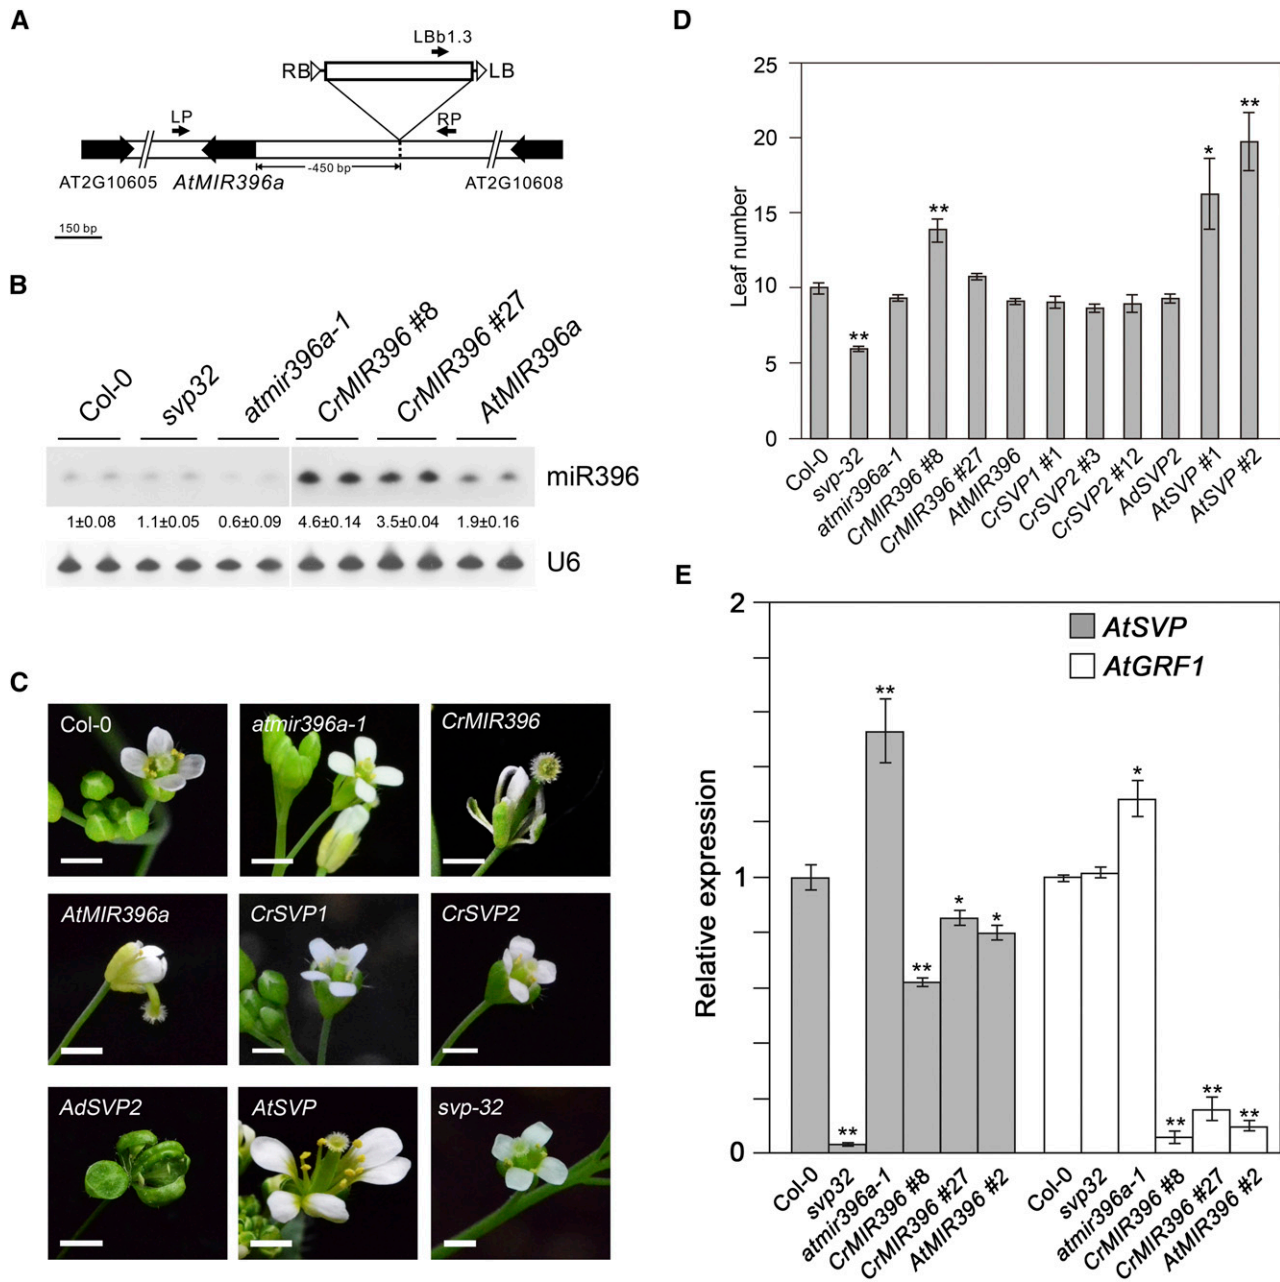 A
LBb1.3
RB
LB
LP
RP
-450 bp
AT2G10605
AtMIR396a
AT2G10608
150 bp
B
Col-0
svp32
atmir396a-1
CrMIR396 #8
CrMIR396 #27
AtMIR396a
miR396
1±0.08 1.1±0.05 0.6±0.09 4.6±0.14 3.5±0.04 1.9±0.16
U6
C
Col-0
atmir396a-1
CrMIR396
AtMIR396a
CrSVP1
CrSVP2
AdSVP2
AtSVP
svp-32
D
Leaf number
25
20
15
10
5
0
**
**
*
**
Col-0
svp-32
atmir396a-1
CrMIR396 #8
CrMIR396 #27
AtMIR396
CrSVP1 #1
CrSVP2 #3
CrSVP2 #12
AdSVP2
AtSVP #1
AtSVP #2
E
Relative expression
2
1
0
AtSVP
AtGRF1
**
**
**
*
*
*
**
**
**
Col-0
svp32
atmir396a-1
CrMIR396 #8
CrMIR396 #27
AtMIR396 #2
Col-0
svp32
atmir396a-1
CrMIR396 #8
CrMIR396 #27
AtMIR396 #2